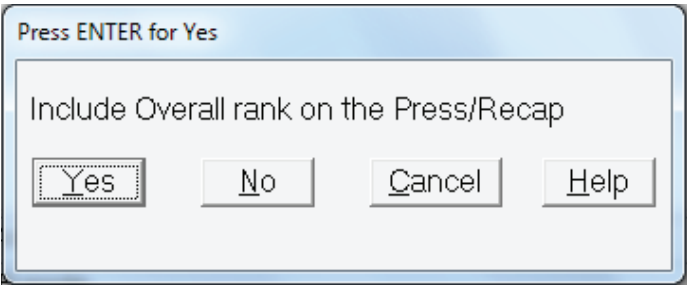 Press ENTER for Yes
Include Overall rank on the Press/Recap
Yes No Cancel Help